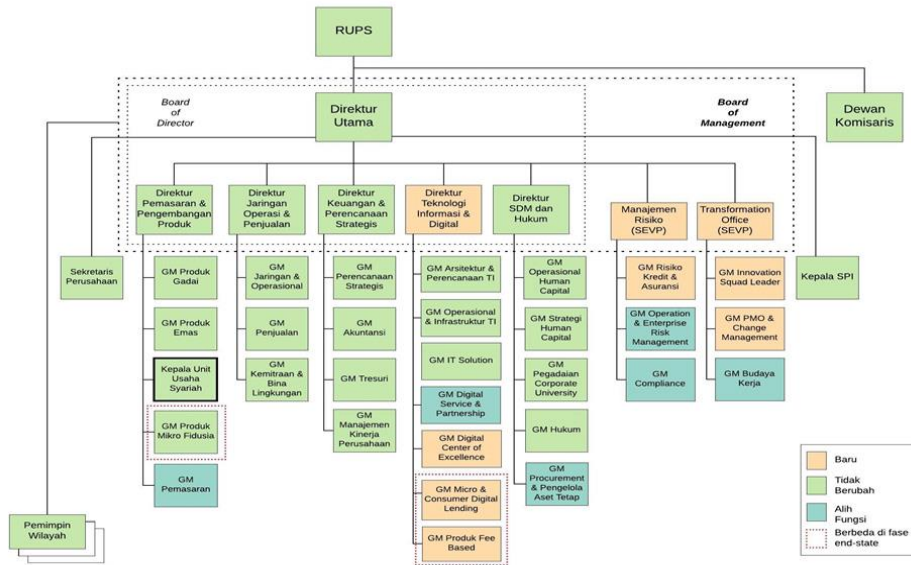 RUPS
Board
of
Director
Direktur
Utama
Board
of
Management
Dewan
Komisaris
Direktur
Pemasaran &
Pengembangan
Produk
Direktur
Jaringan
Operasi &
Penjualan
Direktur
Keuangan &
Perencanaan
Strategis
Direktur
Teknologi
Informasi &
Digital
Direktur
SDM dan
Hukum
Manajemen
Risiko
(SEVP)
Transformation
Office
(SEVP)
Sekretaris
Perusahaan
GM Produk
Gadai
GM Produk
Emas
Kepala Unit
Usaha
Syariah
GM Produk
Mikro Fidusia
GM
Pemasaran
GM
Jaringan &
Operasional
GM
Penjualan
GM
Kemitraan &
Bina
Lingkungan
GM
Perencanaan
Strategis
GM
Akuntansi
GM Tresuri
GM
Manajemen
Kinerja
Perusahaan
GM Arsitektur &
Perencanaan TI
GM Operasional
& Infrastruktur TI
GM IT Solution
GM Digital
Service &
Partnership
GM Digital
Center of
Excellence
GM Micro &
Consumer Digital
Lending
GM Produk Fee
Based
GM
Operasional
Human
Capital
GM
Strategi
Human
Capital
GM
Pegadaian
Corporate
University
GM Hukum
GM
Procurement
& Pengelola
Aset Tetap
GM Risiko
Kredit &
Asuransi
GM Operation
& Enterprise
Risk
Management
GM
Compliance
GM Innovation
Squad Leader
GM PMO &
Change
Management
GM Budaya
Kerja
Kepala SPI
Pemimpin
Wilayah
Baru
Tidak
Berubah
Alih
Fungsi
Berbeda di fase
end-state